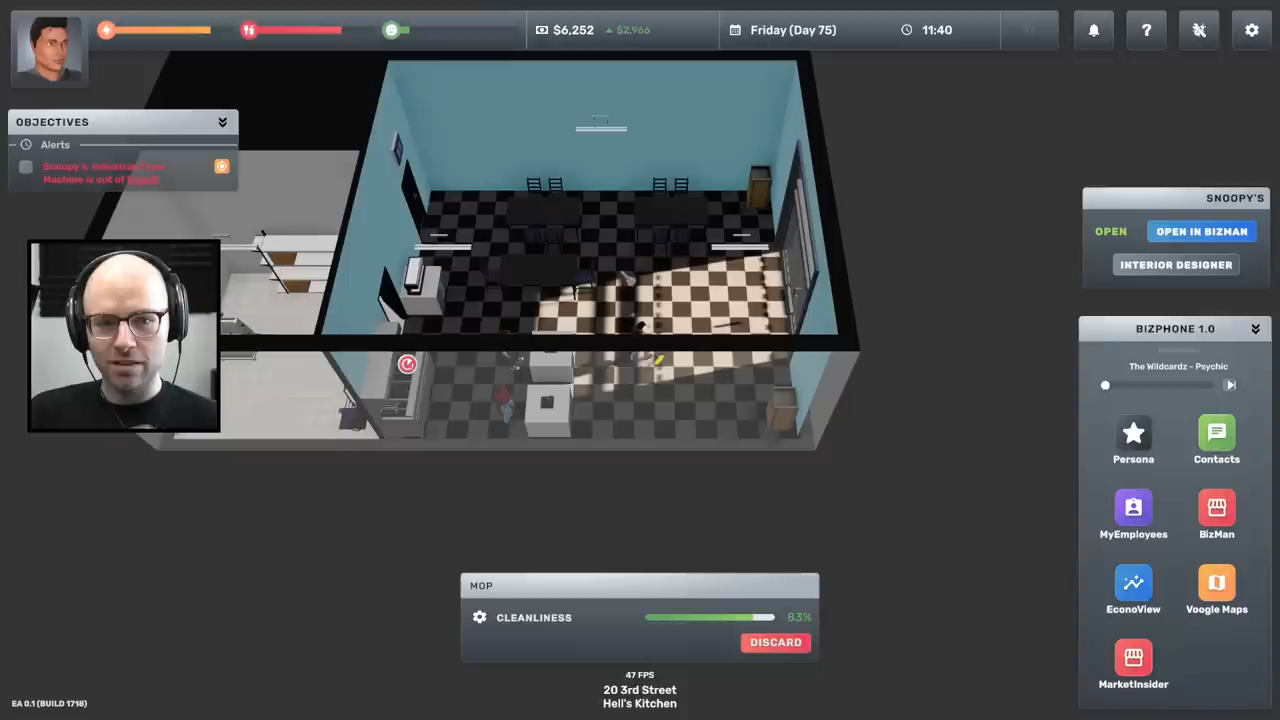 $6,252 ▲ $2,966
Friday (Day 75)
11:40
OBJECTIVES
Alerts
Snoopy's: Industrial
Machine is out of
SNOOPY'S
OPEN
OPEN IN BIZMAN
INTERIOR DESIGNER
BIZPHONE 1.0
The Wildcardz - Psychic
Persona
Contacts
MyEmployees
BizMan
EconoView
Voogle Maps
MarketInsider
MOP
CLEANLINESS
83%
DISCARD
47 FPS
20 3rd Street
Hell's Kitchen
EA 0.1 (BUILD 1718)